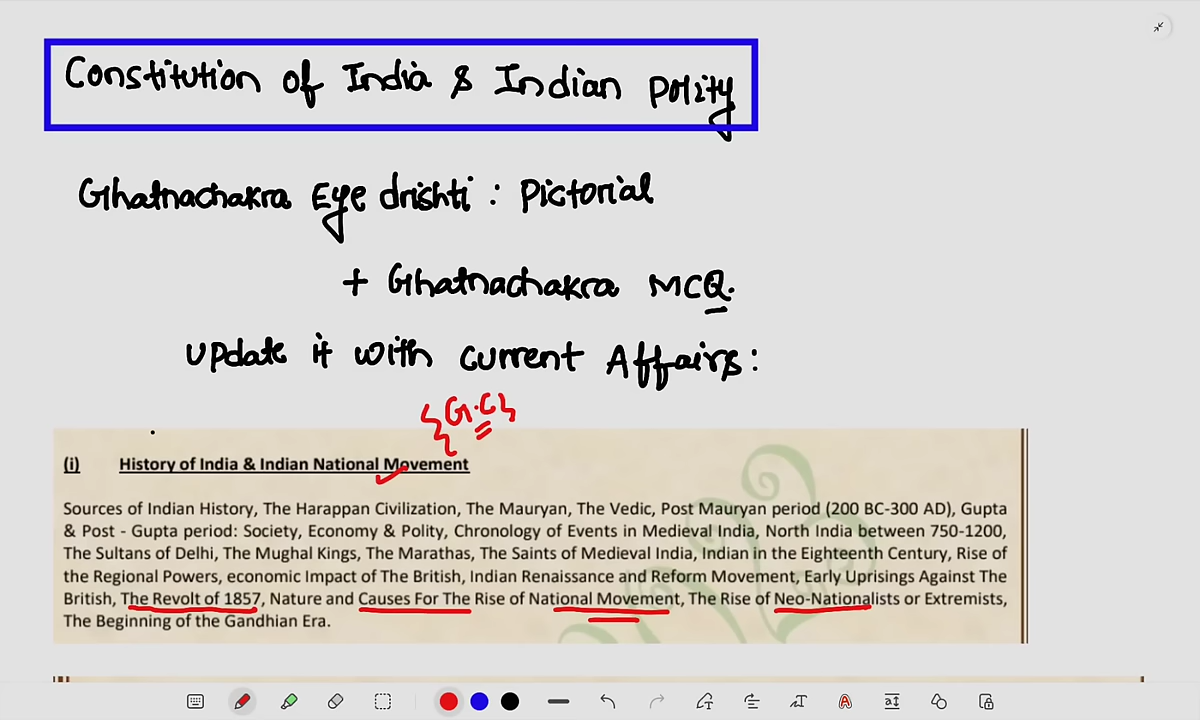 Constitution of India & Indian Polity
Ghatnachakra Eye drishti : Pictorial
+ Ghatnachakra MCQ.
Update it with current Affairs:
{G.C}
(i) History of India & Indian National Movement
Sources of Indian History, The Harappan Civilization, The Mauryan, The Vedic, Post Mauryan period (200 BC-300 AD), Gupta
& Post - Gupta period: Society, Economy & Polity, Chronology of Events in Medieval India, North India between 750-1200,
The Sultans of Delhi, The Mughal Kings, The Marathas, The Saints of Medieval India, Indian in the Eighteenth Century, Rise of
the Regional Powers, economic Impact of The British, Indian Renaissance and Reform Movement, Early Uprisings Against The
British, The Revolt of 1857, Nature and Causes For The Rise of National Movement, The Rise of Neo-Nationalists or Extremists,
The Beginning of the Gandhian Era.